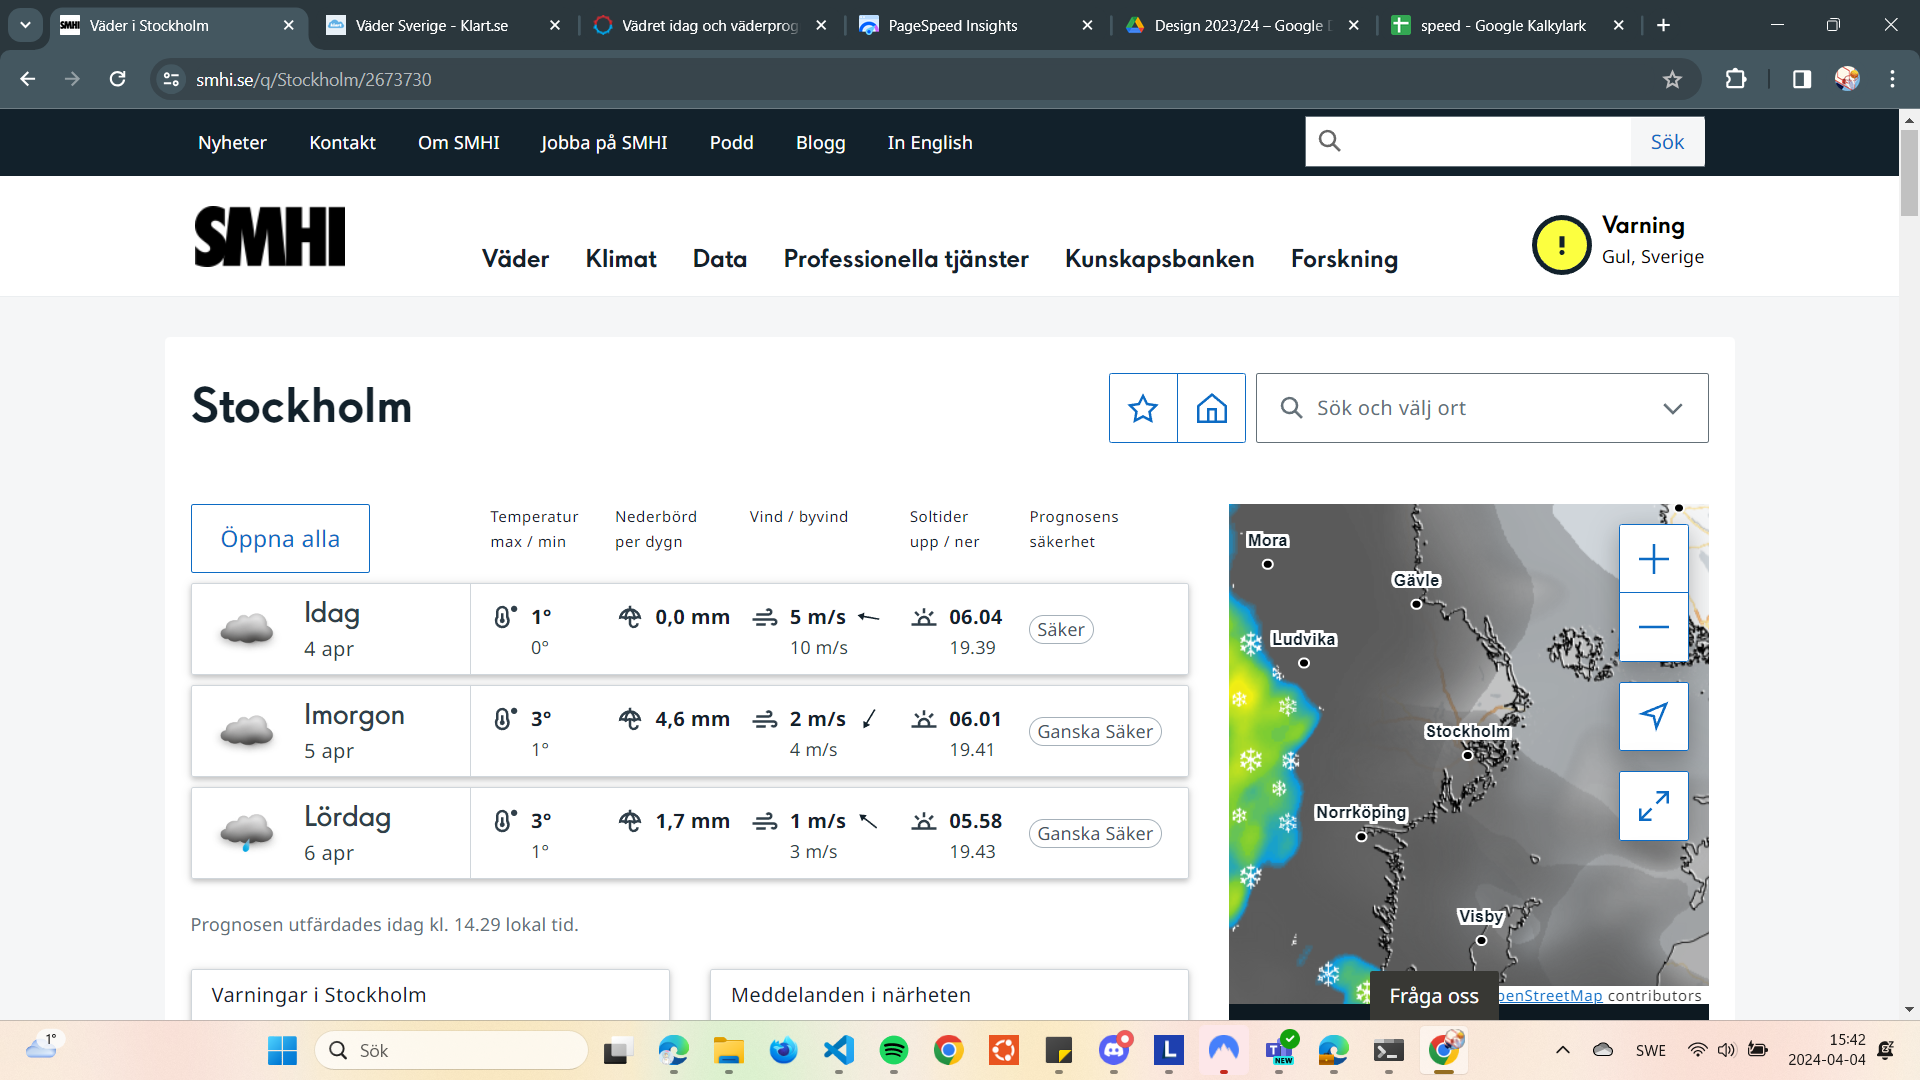 Väder i Stockholm
Väder Sverige - Klart.se
Vädret idag och väderprog
PageSpeed Insights
Design 2023/24 – Google
speed - Google Kalkylark
smhi.se/q/Stockholm/2673730
Nyheter
Kontakt
Om SMHI
Jobba på SMHI
Podd
Blogg
In English
Sök
SMHI
Väder
Klimat
Data
Professionella tjänster
Kunskapsbanken
Forskning
Varning
Gul, Sverige
Stockholm
Sök och välj ort
Öppna alla
Temperatur
max / min
Nederbörd
per dygn
Vind / byvind
Soltider
upp / ner
Prognosens
säkerhet
Idag
4 apr
1°
0°
0,0 mm
5 m/s
10 m/s
06.04
19.39
Säker
Imorgon
5 apr
3°
1°
4,6 mm
2 m/s
4 m/s
06.01
19.41
Ganska Säker
Lördag
6 apr
3°
1°
1,7 mm
1 m/s
3 m/s
05.58
19.43
Ganska Säker
Prognosen utfärdades idag kl. 14.29 lokal tid.
Varningar i Stockholm
Meddelanden i närheten
Mora
Gävle
Ludvika
Stockholm
Norrköping
Visby
Fråga oss
penStreetMap contributors
1°
Sök
L
NEW
SWE
15:42
2024-04-04